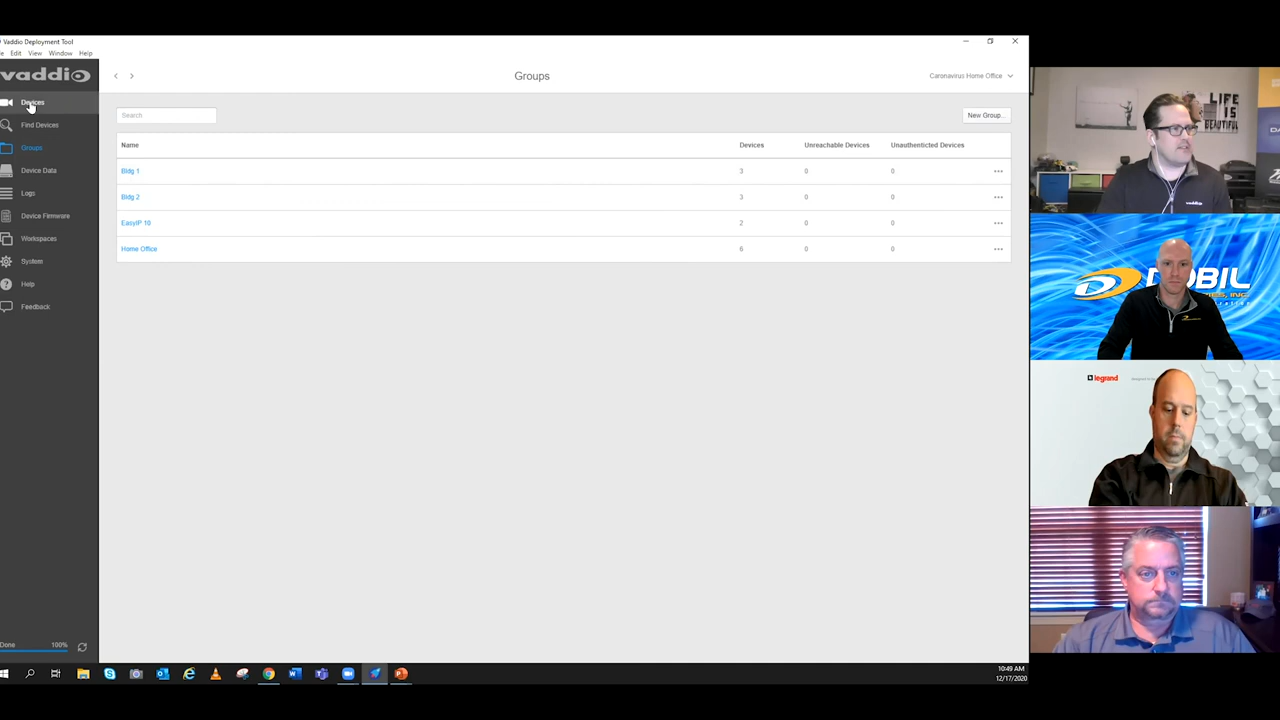 Vaddio Deployment Tool
Edit View Window Help
vaddio
Groups
Caronavirus Home Office
Devices
Find Devices
Groups
Device Data
Logs
Device Firmware
Workspaces
System
Help
Feedback
Search
New Group...
Name Devices Unreachable Devices Unauthenticted Devices
Bldg 1 3 0 0
Bldg 2 3 0 0
EasyIP 10 2 0 0
Home Office 6 0 0
Done 100%
10:49 AM
12/17/2020
LIFE
IS
BEAUTIFUL
vaddio
BIL
INC.
legrand